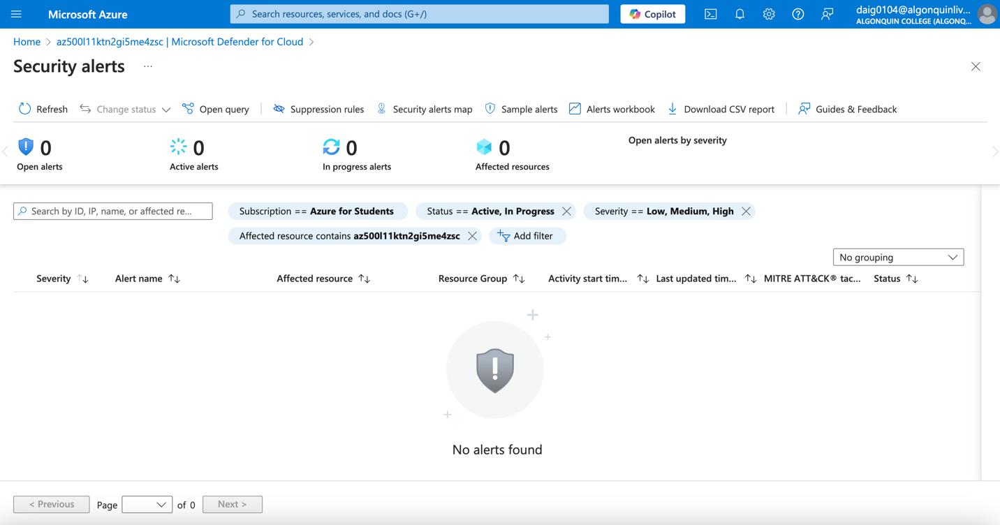 Microsoft Azure
Search resources, services, and docs (G+/)
Copilot
daig0104@algonquinliv...
ALGONQUIN COLLEGE (ALGONQ...
Home > az500l11ktn2gi5me4zsc | Microsoft Defender for Cloud >
Security alerts ...
Refresh Change status Open query Suppression rules Security alerts map Sample alerts Alerts workbook Download CSV report Guides & Feedback
0 0 0 0
Open alerts Active alerts In progress alerts Affected resources
Open alerts by severity
Search by ID, IP, name, or affected re... Subscription == Azure for Students Status == Active, In Progress Severity == Low, Medium, High
Affected resource contains az500l11ktn2gi5me4zsc Add filter
No grouping
Severity Alert name Affected resource Resource Group Activity start tim... Last updated tim... MITRE ATT&CK® tac... Status
No alerts found
< Previous Page of 0 Next >